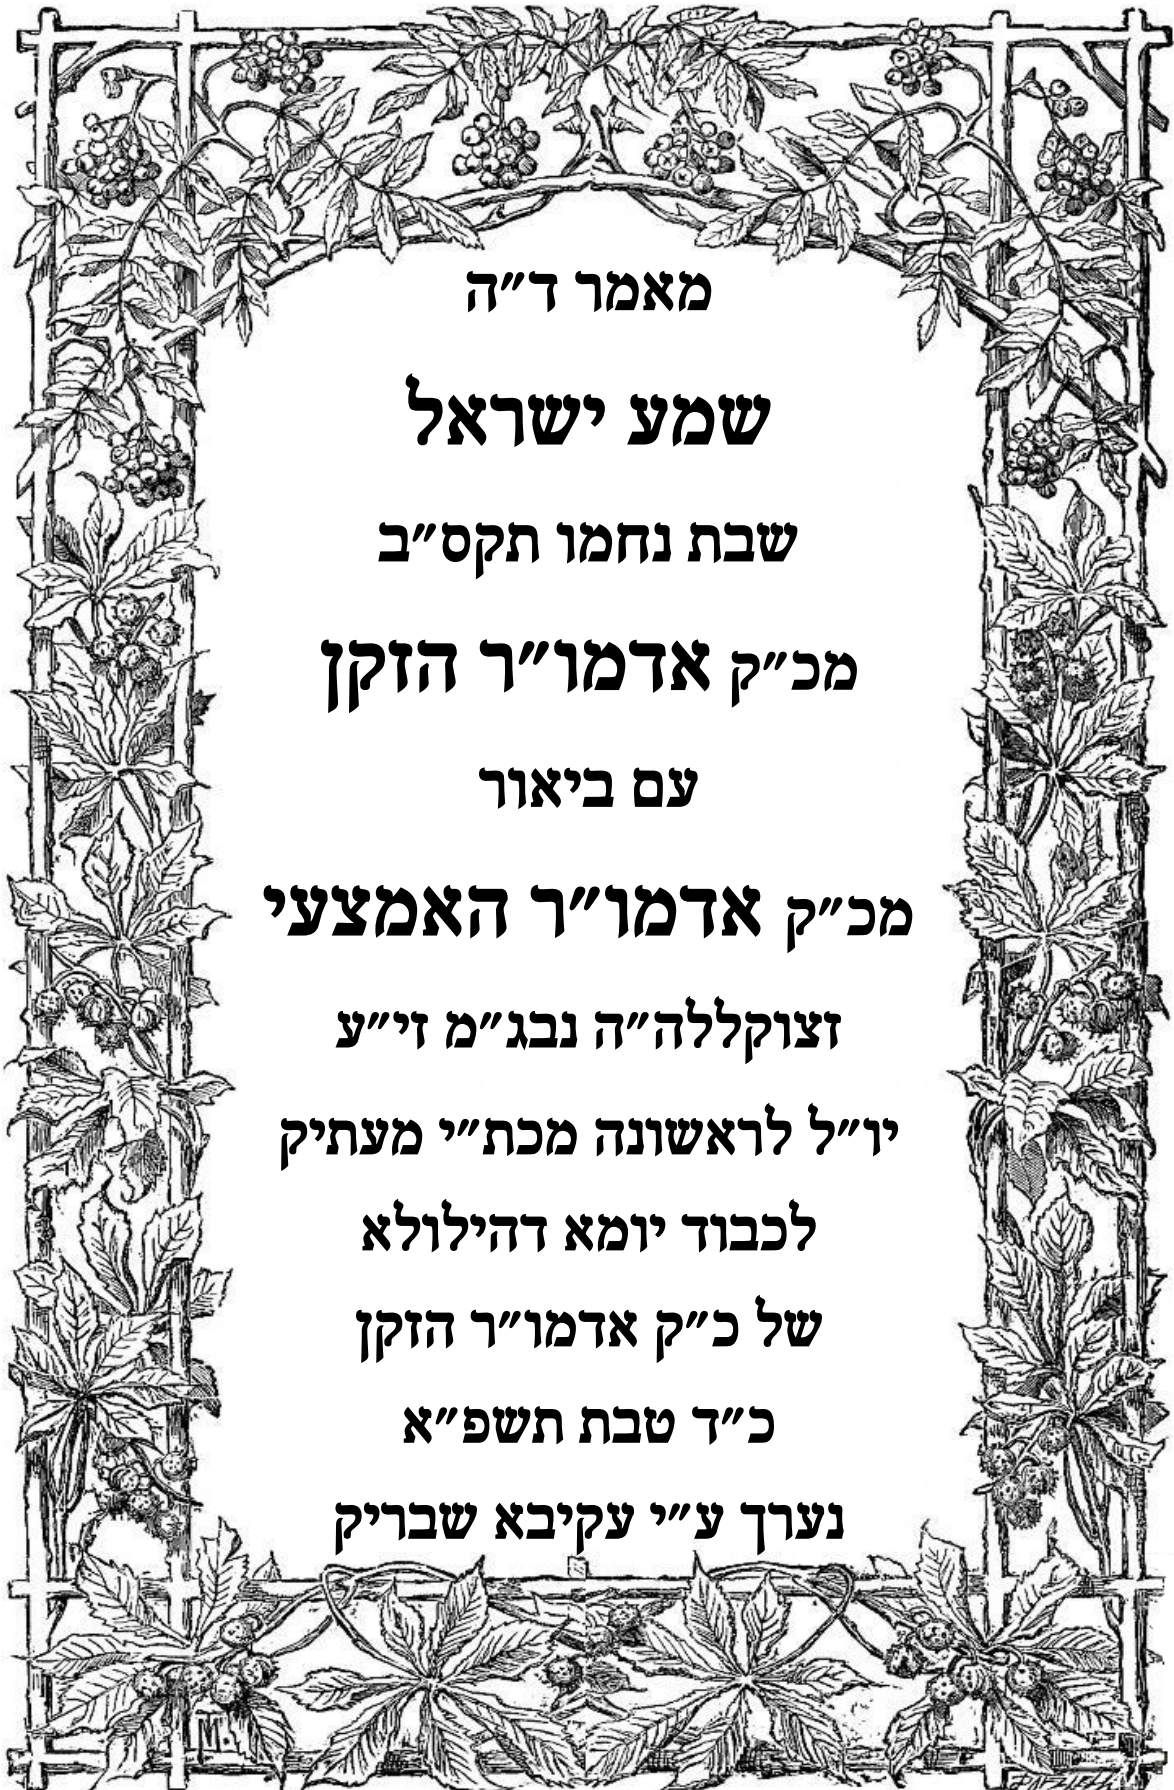 מאמר ד״ה
שמע ישראל
שבת נחמו תקס״ב
מכ״ק אדמו״ר הזקן
עם ביאור
מכ״ק אדמו״ר האמצעי
זצוקללה״ה נבג״מ זי״ע
יו״ל לראשונה מכת״י מעתיק
לכבוד יומא דהילולא
של כ״ק אדמו״ר הזקן
כ״ד טבת תשפ״א
נערך ע״י עקיבא שבריק